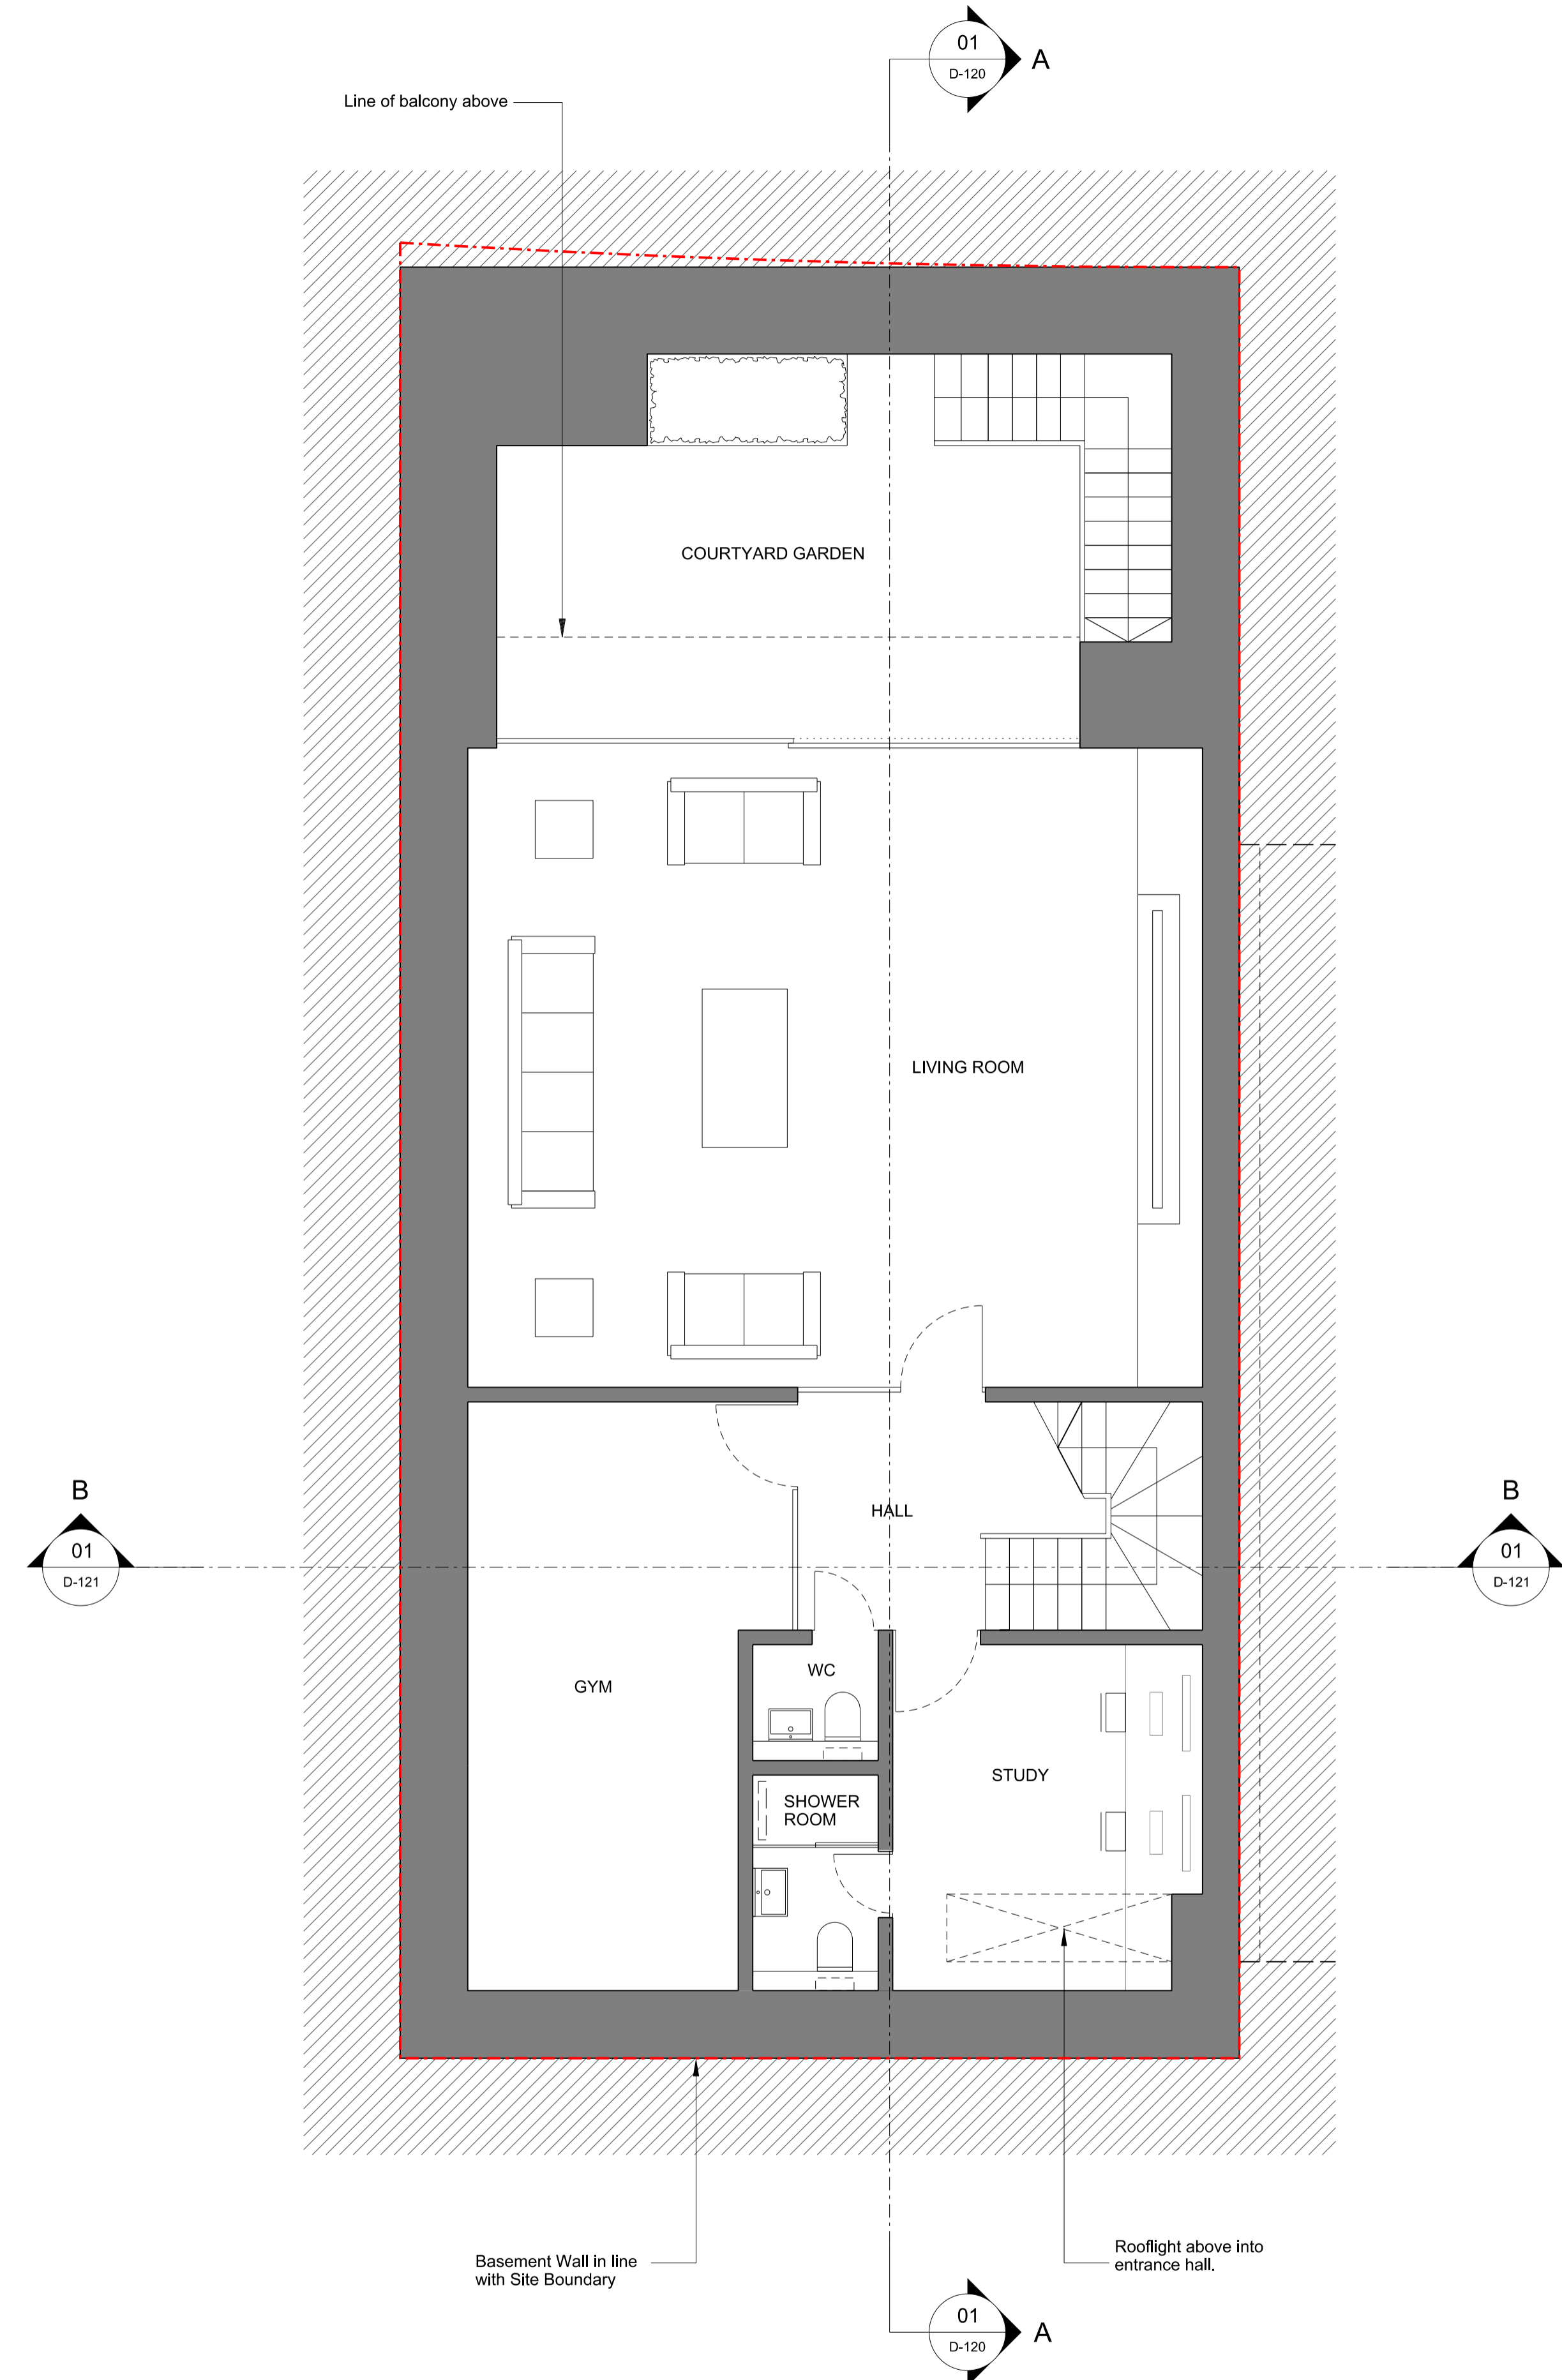 01
D-120
A
Line of balcony above
COURTYARD GARDEN
LIVING ROOM
B
01
D-121
HALL
B
01
D-121
WC
GYM
STUDY
SHOWER
ROOM
Basement Wall in line
with Site Boundary
Rooflight above into
entrance hall.
01
D-120
A